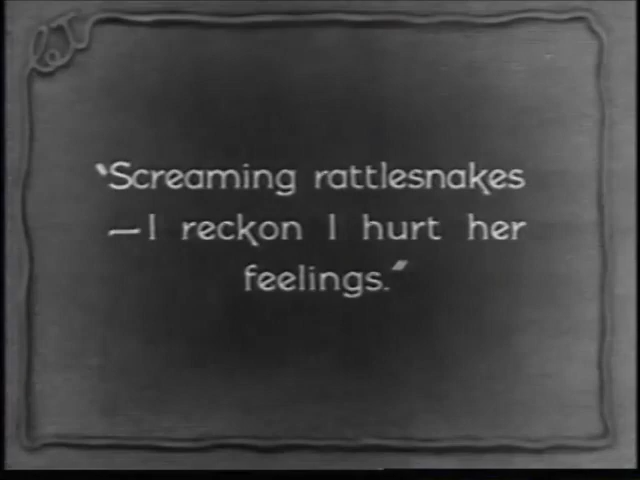 "Screaming rattlesnakes
—I reckon I hurt her
feelings."